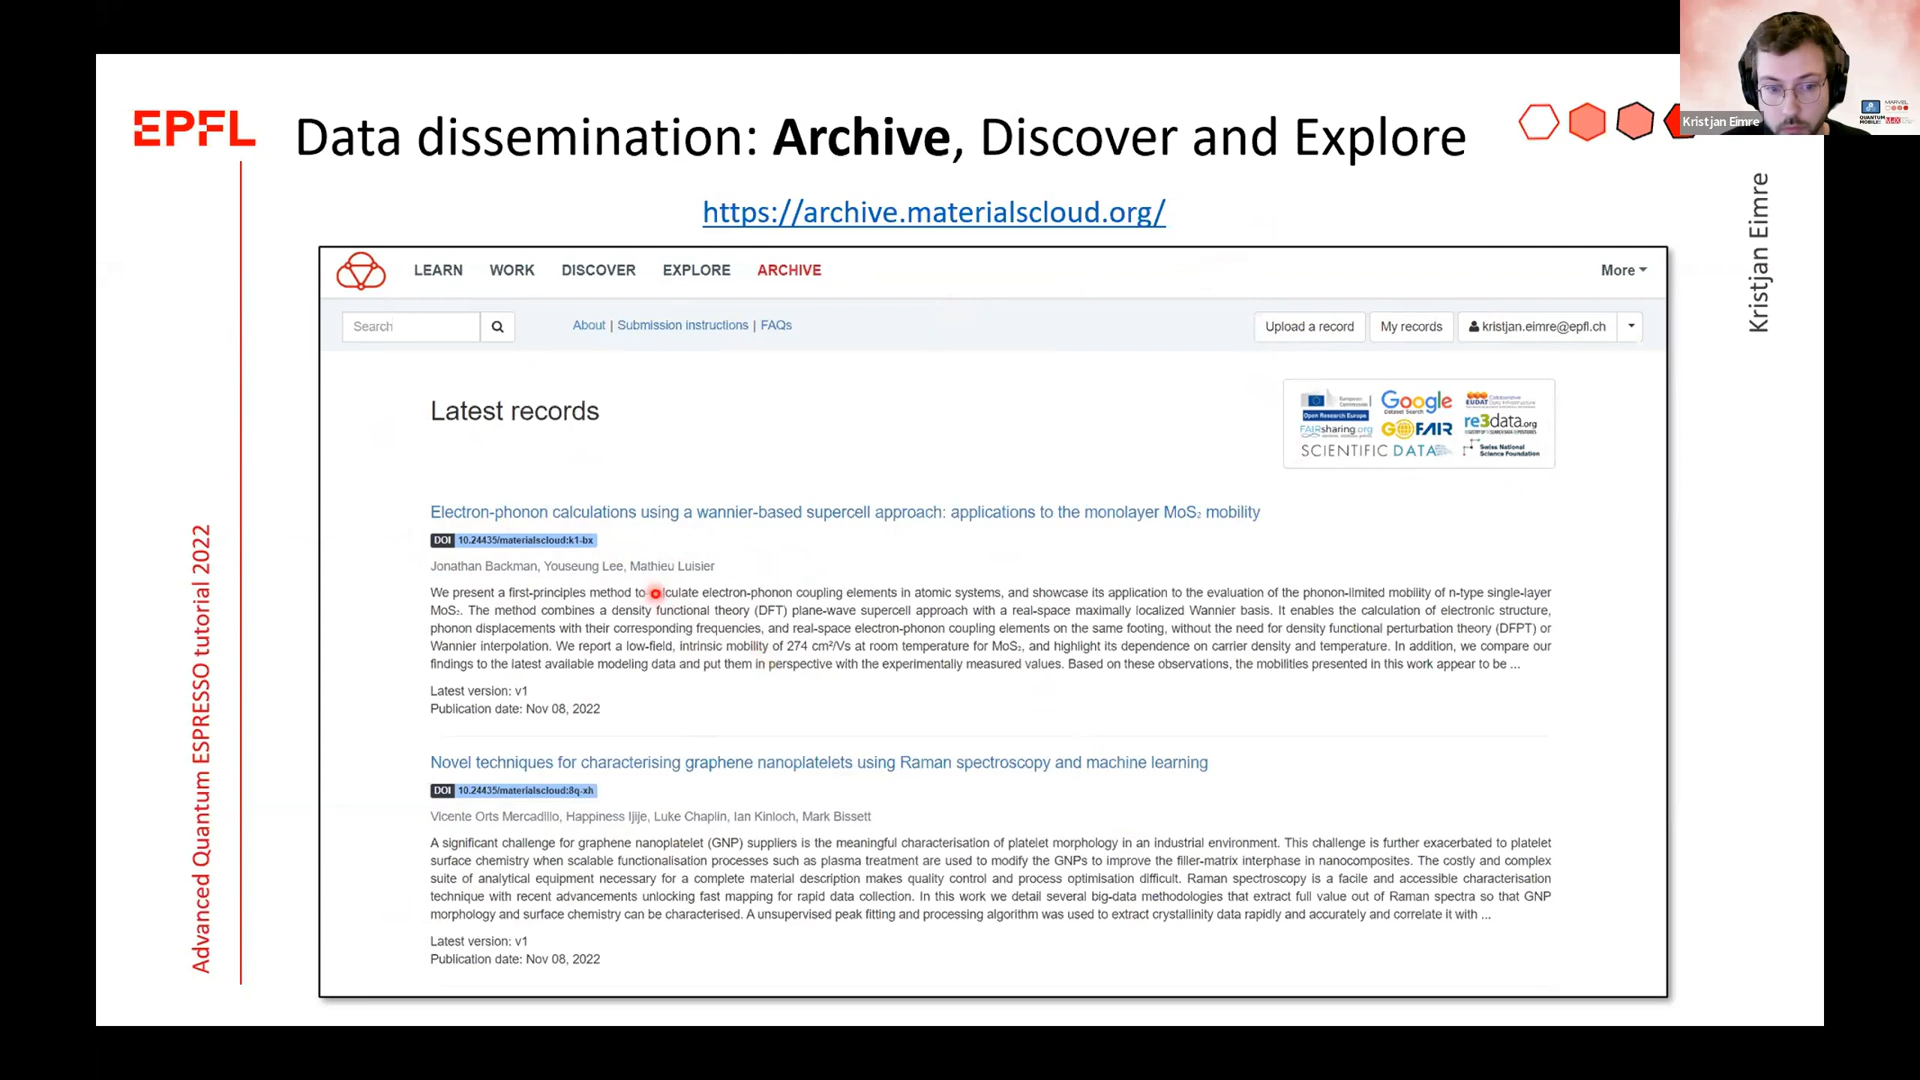 EPFL
Data dissemination: Archive, Discover and Explore
https://archive.materialscloud.org/
Kristjan Eimre
Kristjan Eimre
Advanced Quantum ESPRESSO tutorial 2022
LEARN WORK DISCOVER EXPLORE ARCHIVE More
Search About | Submission instructions | FAQs Upload a record My records kristjan.eimre@epfl.ch
Latest records
European Commission
Open Research Europe
Google
Dataset Search
EUDAT
FAIRsharing.org
GO FAIR
re3data.org
SCIENTIFIC DATA
Swiss National Science Foundation
Electron-phonon calculations using a wannier-based supercell approach: applications to the monolayer MoS₂ mobility
DOI 10.24435/materialscloud:k1-bx
Jonathan Backman, Youseung Lee, Mathieu Luisier
We present a first-principles method to calculate electron-phonon coupling elements in atomic systems, and showcase its application to the evaluation of the phonon-limited mobility of n-type single-layer
MoS₂. The method combines a density functional theory (DFT) plane-wave supercell approach with a real-space maximally localized Wannier basis. It enables the calculation of electronic structure,
phonon displacements with their corresponding frequencies, and real-space electron-phonon coupling elements on the same footing, without the need for density functional perturbation theory (DFPT) or
Wannier interpolation. We report a low-field, intrinsic mobility of 274 cm²/Vs at room temperature for MoS₂, and highlight its dependence on carrier density and temperature. In addition, we compare our
findings to the latest available modeling data and put them in perspective with the experimentally measured values. Based on these observations, the mobilities presented in this work appear to be ...
Latest version: v1
Publication date: Nov 08, 2022
Novel techniques for characterising graphene nanoplatelets using Raman spectroscopy and machine learning
DOI 10.24435/materialscloud:8q-xh
Vicente Orts Mercadillo, Happiness Ijije, Luke Chaplin, Ian Kinloch, Mark Bissett
A significant challenge for graphene nanoplatelet (GNP) suppliers is the meaningful characterisation of platelet morphology in an industrial environment. This challenge is further exacerbated to platelet
surface chemistry when scalable functionalisation processes such as plasma treatment are used to modify the GNPs to improve the filler-matrix interphase in nanocomposites. The costly and complex
suite of analytical equipment necessary for a complete material description makes quality control and process optimisation difficult. Raman spectroscopy is a facile and accessible characterisation
technique with recent advancements unlocking fast mapping for rapid data collection. In this work we detail several big-data methodologies that extract full value out of Raman spectra so that GNP
morphology and surface chemistry can be characterised. A unsupervised peak fitting and processing algorithm was used to extract crystallinity data rapidly and accurately and correlate it with ...
Latest version: v1
Publication date: Nov 08, 2022